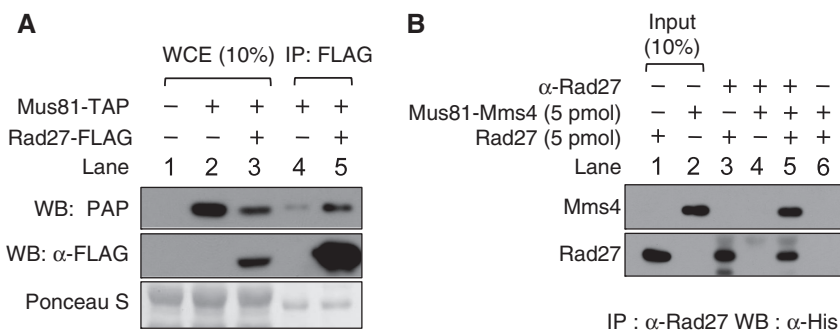 A
WCE (10%) IP: FLAG
Mus81-TAP – + + + +
Rad27-FLAG – – + – +
Lane 1 2 3 4 5
WB: PAP
WB: α-FLAG
Ponceau S
B
Input
(10%)
α-Rad27 – – + + + –
Mus81-Mms4 (5 pmol) – + – + + +
Rad27 (5 pmol) + – + – + +
Lane 1 2 3 4 5 6
Mms4
Rad27
IP : α-Rad27 WB : α-His